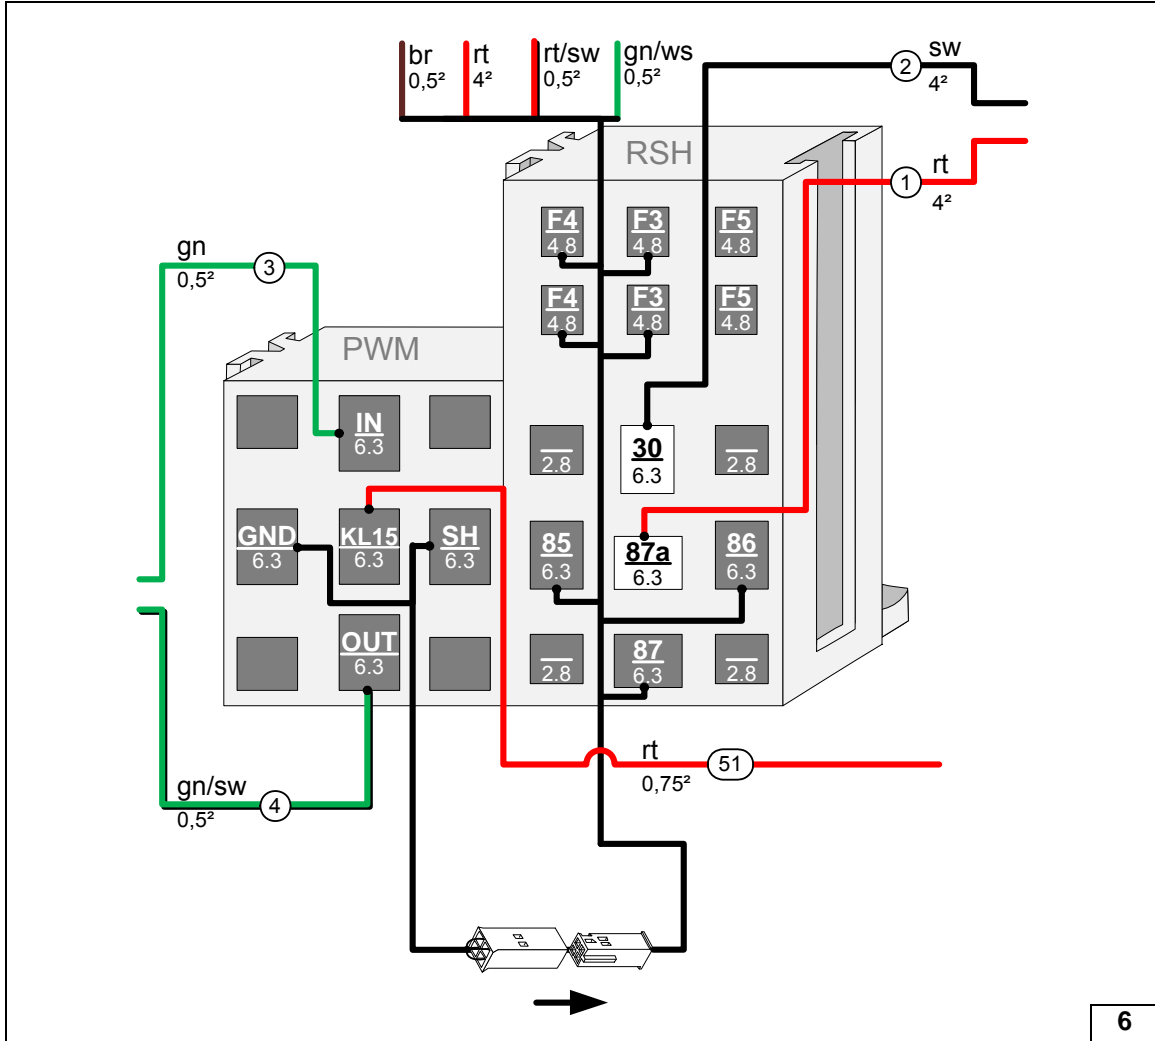 br
0,5²
rt
4²
rt/sw
0,5²
gn/ws
0,5²
2
sw
4²
RSH
1
rt
4²
F4
4.8
F3
4.8
F5
4.8
gn
0,5²
3
F4
4.8
F3
4.8
F5
4.8
PWM
IN
6.3
2.8
30
6.3
2.8
GND
6.3
KL15
6.3
SH
6.3
85
6.3
87a
6.3
86
6.3
OUT
6.3
2.8
87
6.3
2.8
rt
0,75²
51
gn/sw
0,5²
4
6